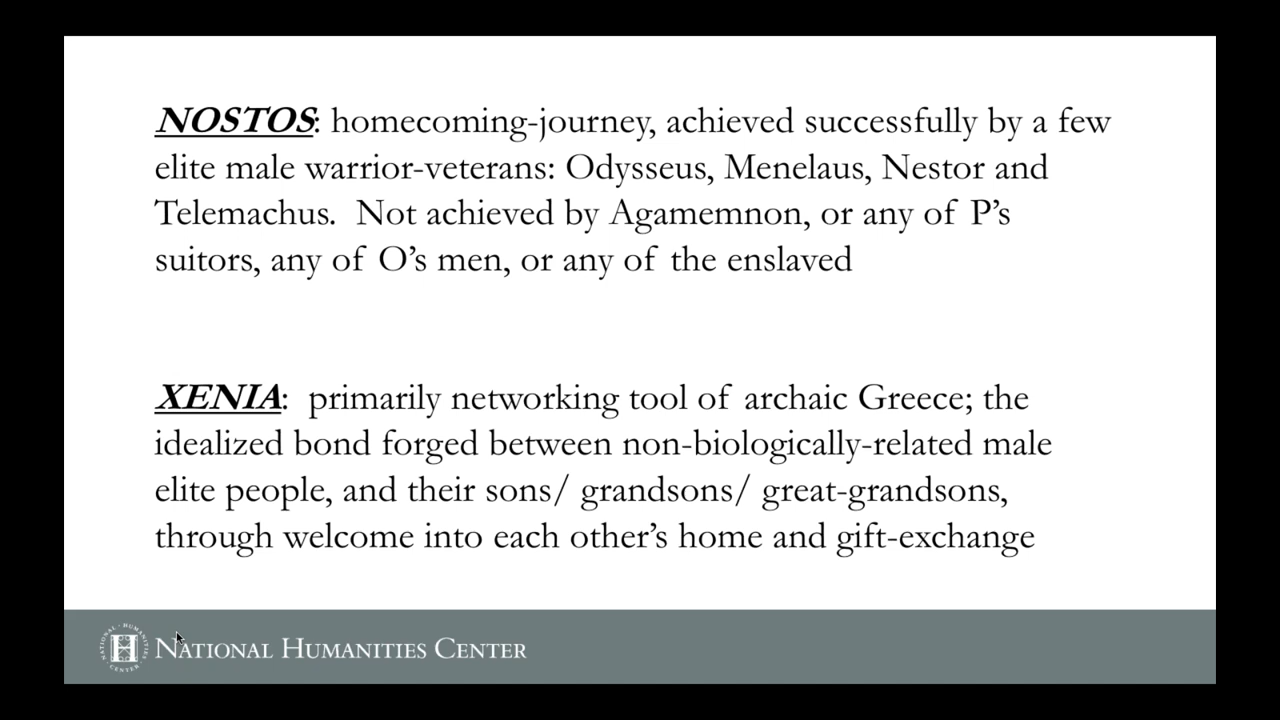 NOSTOS: homecoming-journey, achieved successfully by a few
elite male warrior-veterans: Odysseus, Menelaus, Nestor and
Telemachus. Not achieved by Agamemnon, or any of P's
suitors, any of O's men, or any of the enslaved
XENIA: primarily networking tool of archaic Greece; the
idealized bond forged between non-biologically-related male
elite people, and their sons/ grandsons/ great-grandsons,
through welcome into each other's home and gift-exchange
NATIONAL HUMANITIES CENTER
NATIONAL HUMANITIES CENTER